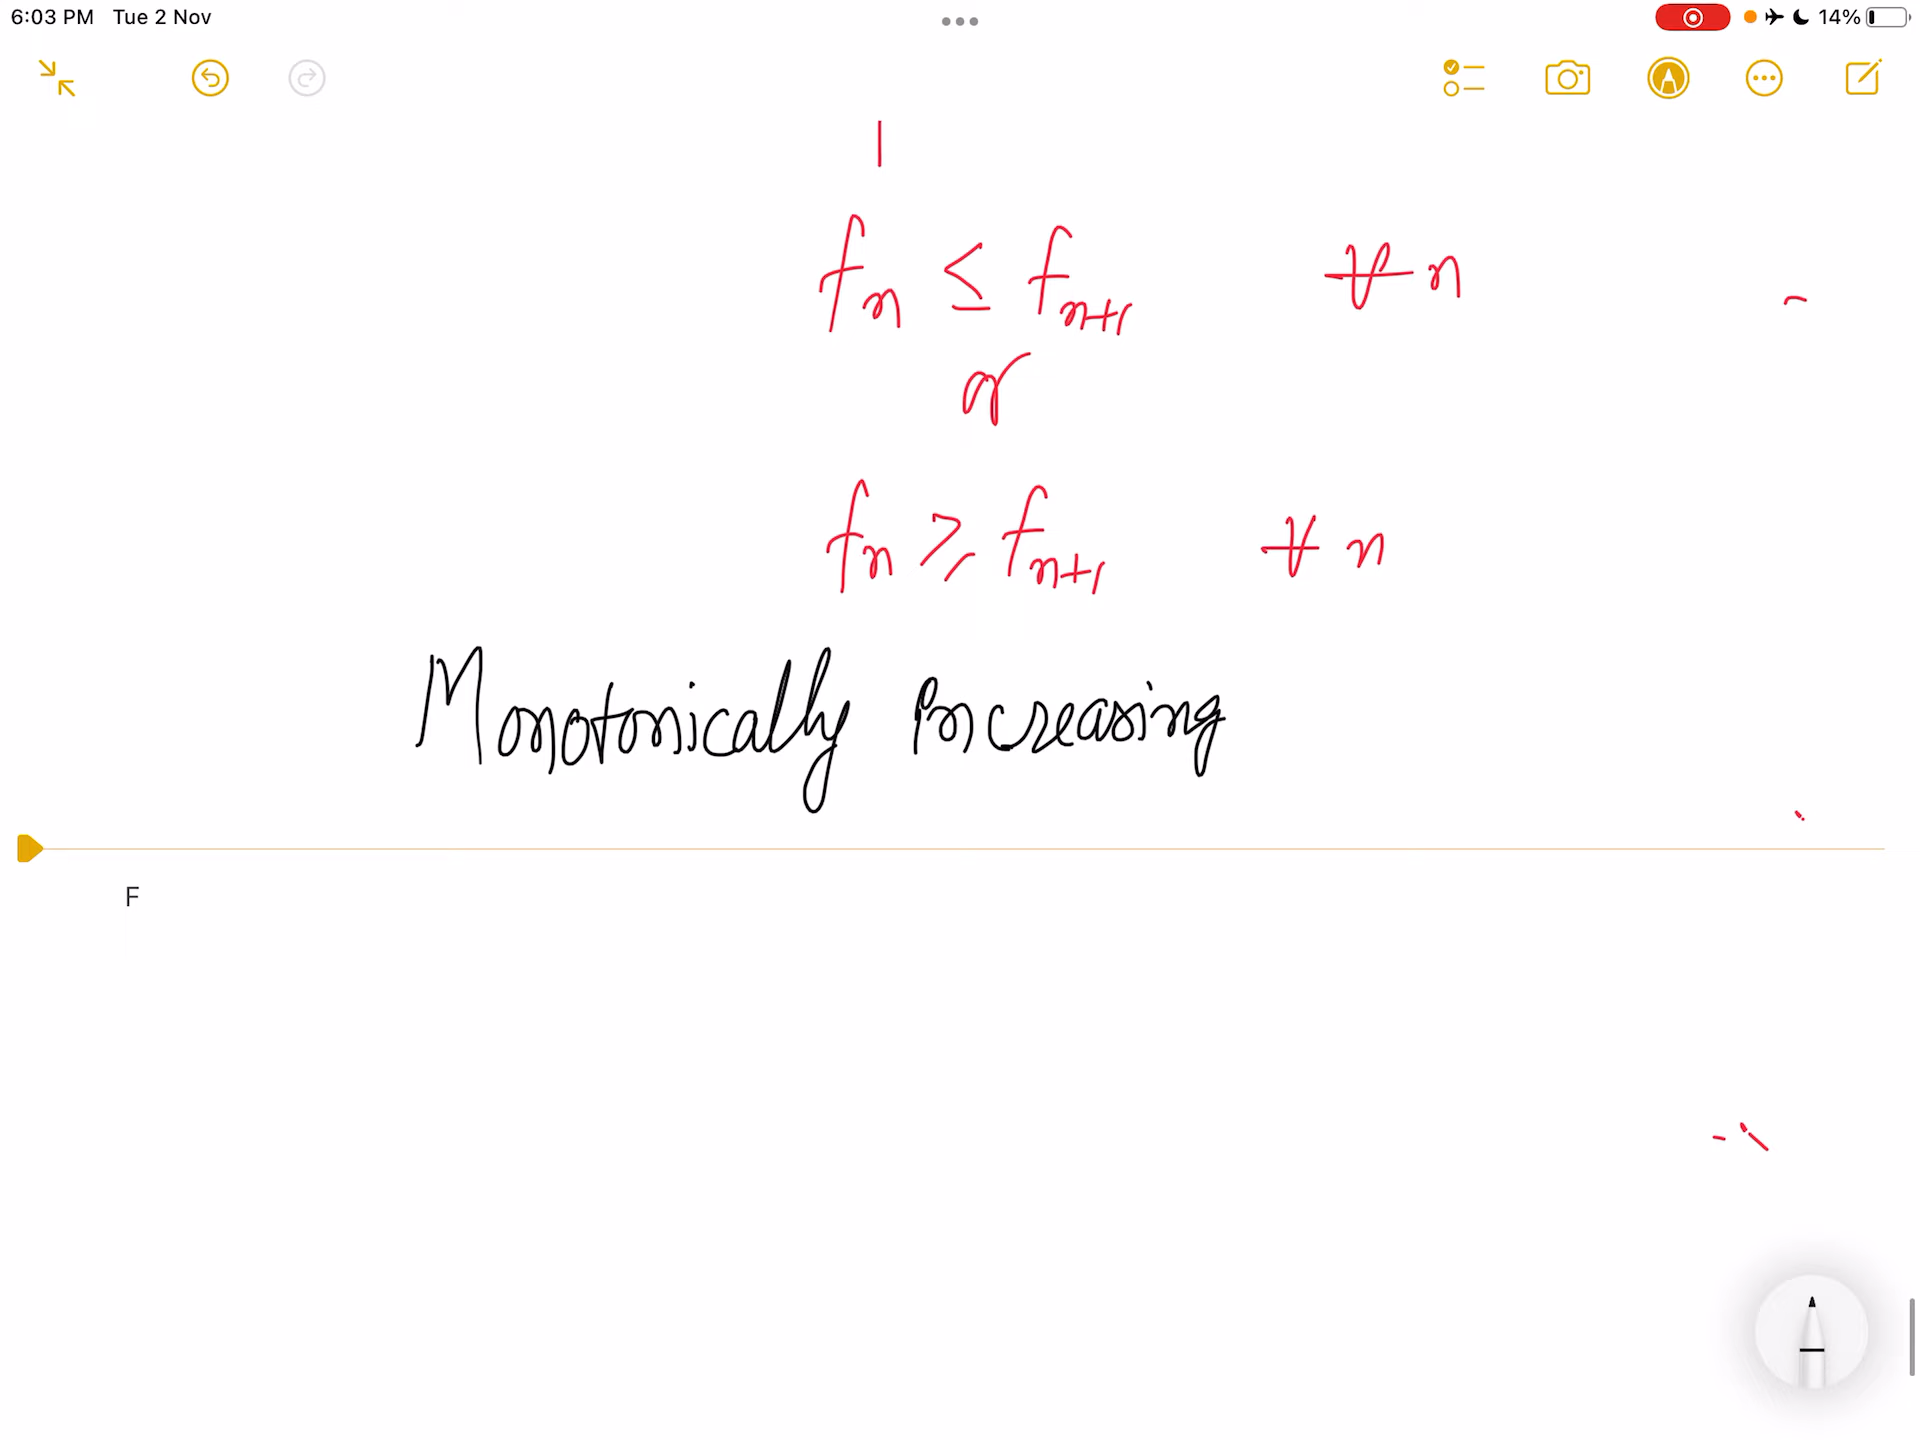 6:03 PM Tue 2 Nov
14%
fn ≤ fn+1 ∀ n
or
fn ≥ fn+1 ∀ n
Monotonically increasing
F